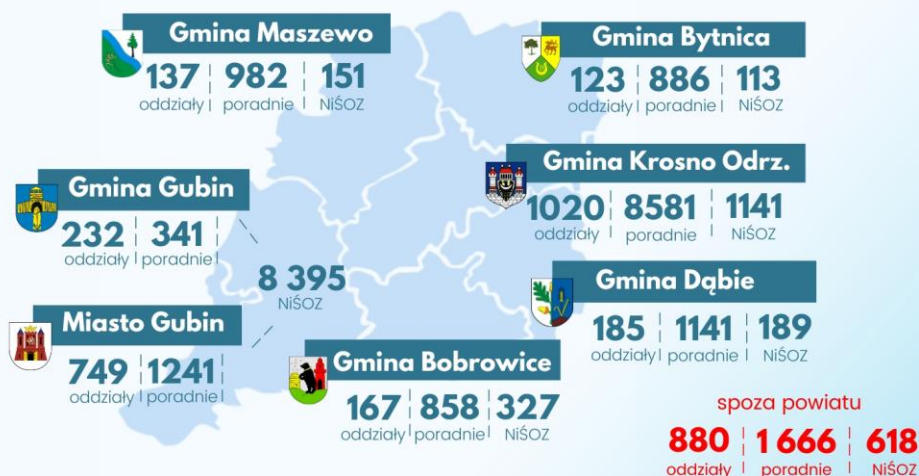 Gmina Maszewo
137 982 151
oddziały poradnie NiŚOZ
Gmina Bytnica
123 886 113
oddziały poradnie NiŚOZ
Gmina Gubin
232 341
oddziały poradnie
Gmina Krosno Odrz.
1020 8581 1141
oddziały poradnie NiŚOZ
8 395
NiŚOZ
Miasto Gubin
749 1241
oddziały poradnie
Gmina Dąbie
185 1141 189
oddziały poradnie NiŚOZ
Gmina Bobrowice
167 858 327
oddziały poradnie NiŚOZ
spoza powiatu
880 1 666 618
oddziały poradnie NiŚOZ